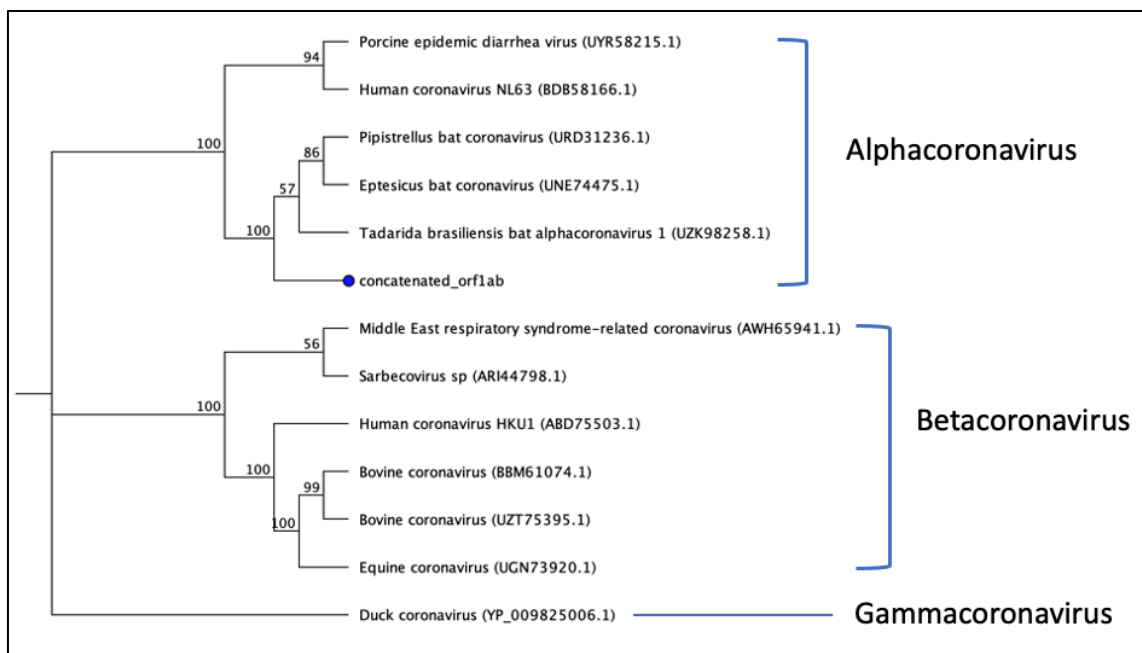 94
Porcine epidemic diarrhea virus (UYR58215.1)
Human coronavirus NL63 (BDB58166.1)
100
86
Pipistrellus bat coronavirus (URD31236.1)
Alphacoronavirus
57
Eptesicus bat coronavirus (UNE74475.1)
100
Tadarida brasiliensis bat alphacoronavirus 1 (UZK98258.1)
concatenated_orf1ab
56
Middle East respiratory syndrome-related coronavirus (AWH65941.1)
Sarbecovirus sp (ARI44798.1)
100
Human coronavirus HKU1 (ABD75503.1)
Betacoronavirus
100
99
Bovine coronavirus (BBM61074.1)
100
Bovine coronavirus (UZT75395.1)
Equine coronavirus (UGN73920.1)
Duck coronavirus (YP_009825006.1)
Gammacoronavirus